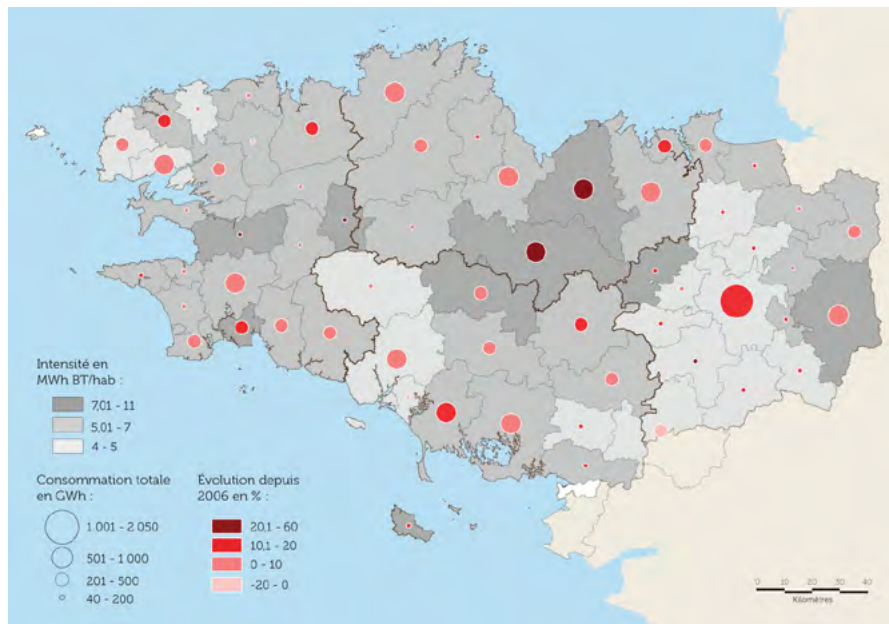 Intensité en
MWh BT/hab :
7,01 - 11
5,01 - 7
4 - 5
Consommation totale
en GWh :
1 001 - 2 050
501 - 1 000
201 - 500
40 - 200
Évolution depuis
2006 en % :
20,1 - 60
10,1 - 20
0 - 10
-20 - 0
0 10 20 30 40
Kilomètres